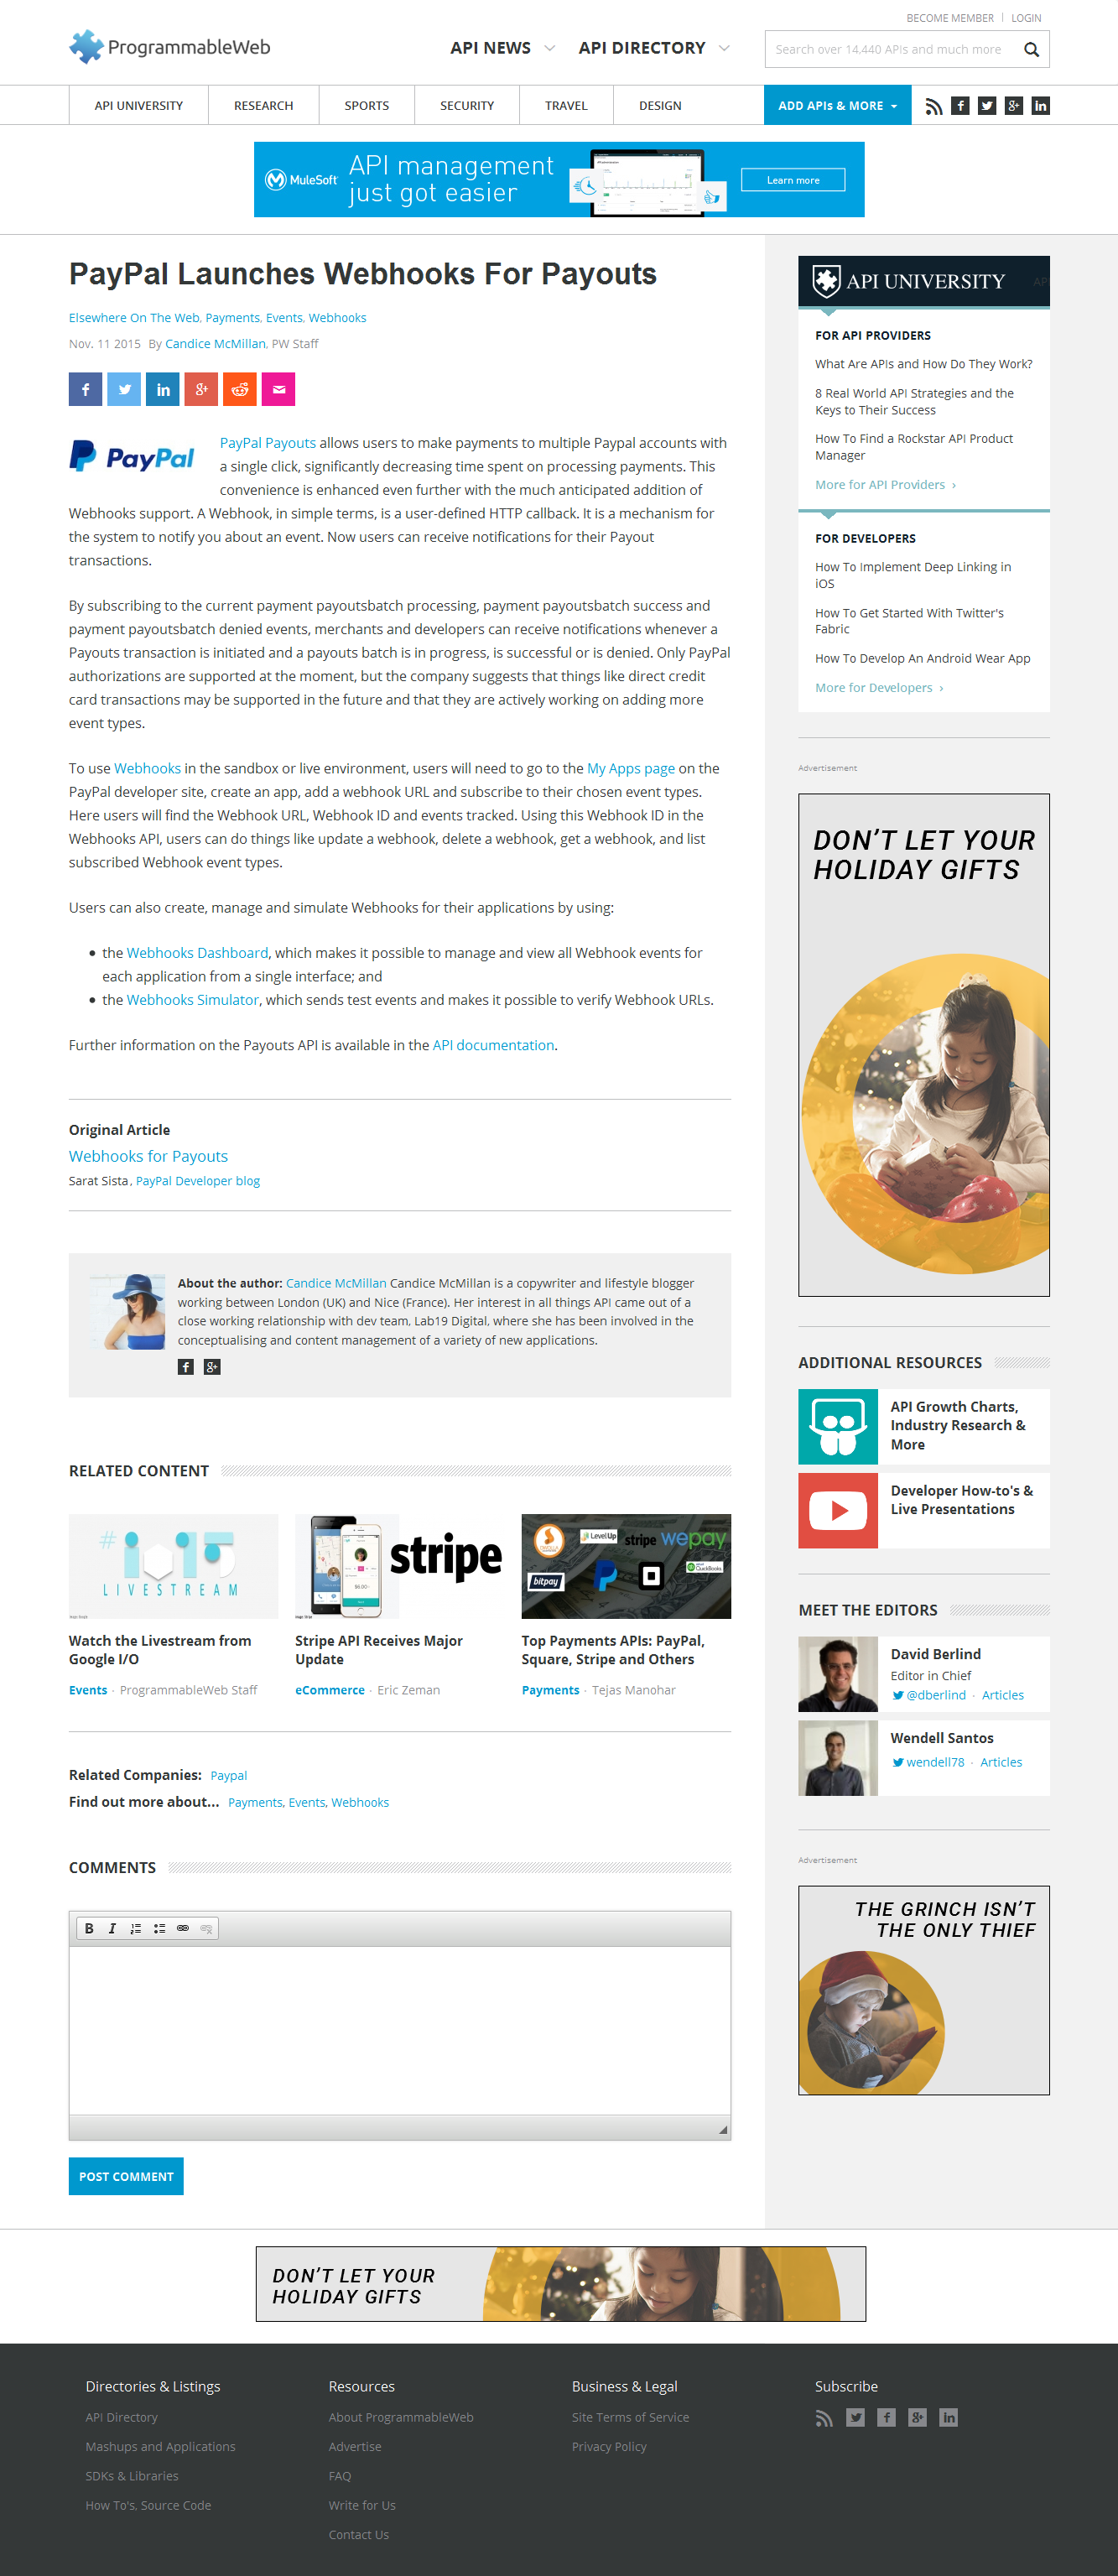 BECOME MEMBER | LOGIN
ProgrammableWeb
API NEWS
API DIRECTORY
Search over 14,440 APIs and much more
API UNIVERSITY
RESEARCH
SPORTS
SECURITY
TRAVEL
DESIGN
ADD APIs & MORE
MuleSoft
API management
just got easier
Learn more
PayPal Launches Webhooks For Payouts
Elsewhere On The Web, Payments, Events, Webhooks
Nov. 11 2015 By Candice McMillan, PW Staff
PayPal
PayPal Payouts allows users to make payments to multiple Paypal accounts with
a single click, significantly decreasing time spent on processing payments. This
convenience is enhanced even further with the much anticipated addition of
Webhooks support. A Webhook, in simple terms, is a user-defined HTTP callback. It is a mechanism for
the system to notify you about an event. Now users can receive notifications for their Payout
transactions.
By subscribing to the current payment payoutsbatch processing, payment payoutsbatch success and
payment payoutsbatch denied events, merchants and developers can receive notifications whenever a
Payouts transaction is initiated and a payouts batch is in progress, is successful or is denied. Only PayPal
authorizations are supported at the moment, but the company suggests that things like direct credit
card transactions may be supported in the future and that they are actively working on adding more
event types.
To use Webhooks in the sandbox or live environment, users will need to go to the My Apps page on the
PayPal developer site, create an app, add a webhook URL and subscribe to their chosen event types.
Here users will find the Webhook URL, Webhook ID and events tracked. Using this Webhook ID in the
Webhooks API, users can do things like update a webhook, delete a webhook, get a webhook, and list
subscribed Webhook event types.
Users can also create, manage and simulate Webhooks for their applications by using:
• the Webhooks Dashboard, which makes it possible to manage and view all Webhook events for
each application from a single interface; and
• the Webhooks Simulator, which sends test events and makes it possible to verify Webhook URLs.
Further information on the Payouts API is available in the API documentation.
Original Article
Webhooks for Payouts
Sarat Sista, PayPal Developer blog
About the author: Candice McMillan Candice McMillan is a copywriter and lifestyle blogger
working between London (UK) and Nice (France). Her interest in all things API came out of a
close working relationship with dev team, Lab19 Digital, where she has been involved in the
conceptualising and content management of a variety of new applications.
RELATED CONTENT
#io15
LIVESTREAM
Watch the Livestream from
Google I/O
Events · ProgrammableWeb Staff
stripe
Stripe API Receives Major
Update
eCommerce · Eric Zeman
LevelUp
stripe
wepay
bitpay
QuickBooks
Top Payments APIs: PayPal,
Square, Stripe and Others
Payments · Tejas Manohar
Related Companies: Paypal
Find out more about... Payments, Events, Webhooks
COMMENTS
B I
POST COMMENT
API UNIVERSITY
API
FOR API PROVIDERS
What Are APIs and How Do They Work?
8 Real World API Strategies and the
Keys to Their Success
How To Find a Rockstar API Product
Manager
More for API Providers ›
FOR DEVELOPERS
How To Implement Deep Linking in
iOS
How To Get Started With Twitter's
Fabric
How To Develop An Android Wear App
More for Developers ›
Advertisement
DON'T LET YOUR
HOLIDAY GIFTS
ADDITIONAL RESOURCES
API Growth Charts,
Industry Research &
More
Developer How-to's &
Live Presentations
MEET THE EDITORS
David Berlind
Editor in Chief
@dberlind · Articles
Wendell Santos
wendell78 · Articles
Advertisement
THE GRINCH ISN'T
THE ONLY THIEF
DON'T LET YOUR
HOLIDAY GIFTS
Directories & Listings
API Directory
Mashups and Applications
SDKs & Libraries
How To's, Source Code
Resources
About ProgrammableWeb
Advertise
FAQ
Write for Us
Contact Us
Business & Legal
Site Terms of Service
Privacy Policy
Subscribe